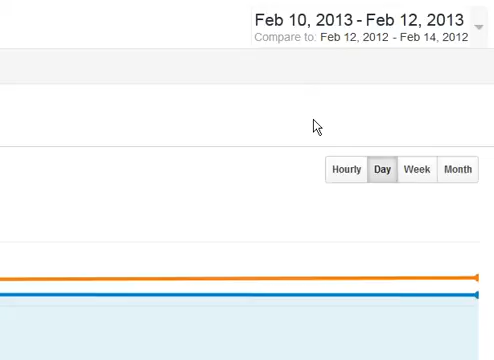 Feb 10, 2013 - Feb 12, 2013
Compare to: Feb 12, 2012 - Feb 14, 2012
Hourly Day Week Month